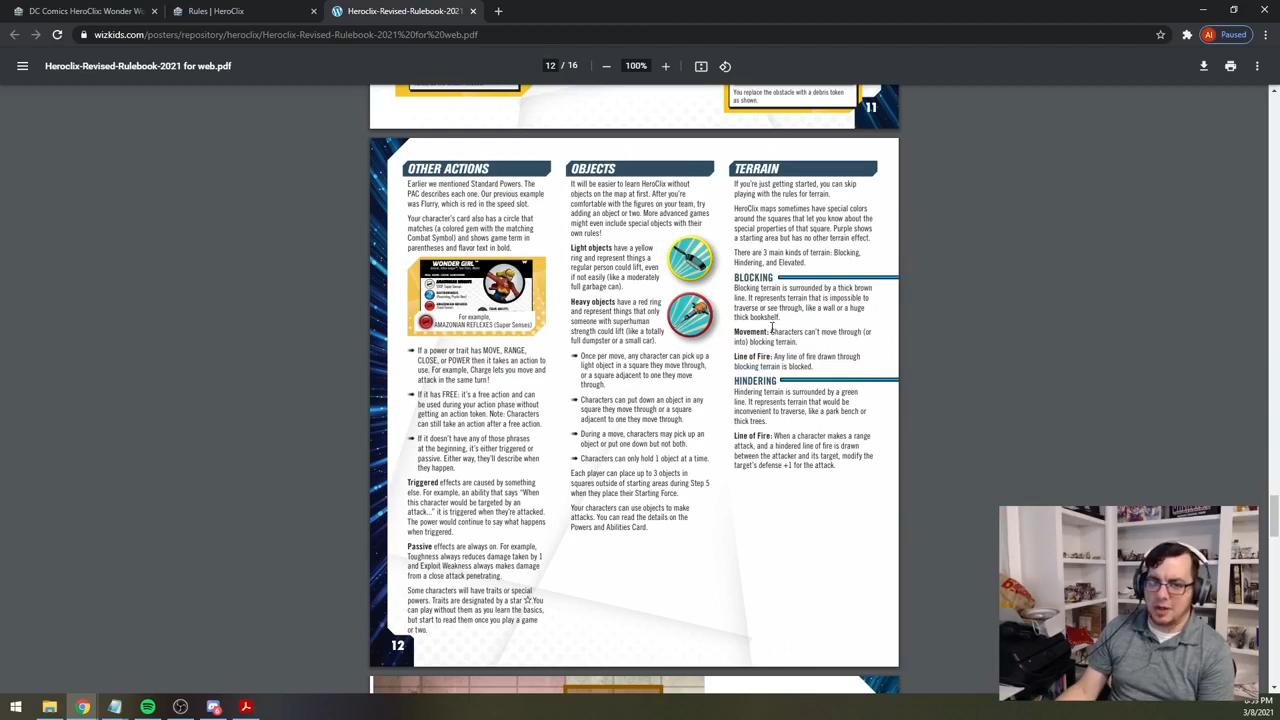 DC Comics HeroClix Wonder Wo
Rules | HeroClix
Heroclix-Revised-Rulebook-2021
wizkids.com/posters/repository/heroclix/Heroclix-Revised-Rulebook-2021 for web.pdf
Paused
Heroclix-Revised-Rulebook-2021 for web.pdf
12 / 16
100%
You replace the obstacle with a debris token
as shown.
11
OTHER ACTIONS
Earlier we mentioned Standard Powers. The
PAC describes each one. Our previous example
was Flurry, which is red in the speed slot.
Your character's card also has a circle that
matches (a colored gem with the matching
Combat Symbol) and shows game term in
parentheses and flavor text in bold.
WONDER GIRL
For example,
AMAZONIAN REFLEXES (Super Senses)
➠ If a power or trait has MOVE, RANGE,
CLOSE, or POWER then it takes an action to
use. For example, Charge lets you move and
attack in the same turn!
➠ If it has FREE: it's a free action and can
be used during your action phase without
getting an action token. Note: Characters
can still take an action after a free action.
➠ If it doesn't have any of those phrases
at the beginning, it's either triggered or
passive. Either way, they'll describe when
they happen.
Triggered effects are caused by something
else. For example, an ability that says "When
this character would be targeted by an
attack..." it is triggered when they're attacked.
The power would continue to say what happens
when triggered.
Passive effects are always on. For example,
Toughness always reduces damage taken by 1
and Exploit Weakness always makes damage
from a close attack penetrating.
Some characters will have traits or special
powers. Traits are designated by a star ☆.You
can play without them as you learn the basics,
but start to read them once you play a game
or two.
12
OBJECTS
It will be easier to learn HeroClix without
objects on the map at first. After you're
comfortable with the figures on your team, try
adding an object or two. More advanced games
might even include special objects with their
own rules!
Light objects have a yellow
ring and represent things a
regular person could lift, even
if not easily (like a moderately
full garbage can).
Heavy objects have a red ring
and represent things that only
someone with superhuman
strength could lift (like a totally
full dumpster or a small car).
➠ Once per move, any character can pick up a
light object in a square they move through,
or a square adjacent to one they move
through.
➠ Characters can put down an object in any
square they move through or a square
adjacent to one they move through.
➠ During a move, characters may pick up an
object or put one down but not both.
➠ Characters can only hold 1 object at a time.
Each player can place up to 3 objects in
squares outside of starting areas during Step 5
when they place their Starting Force.
Your characters can use objects to make
attacks. You can read the details on the
Powers and Abilities Card.
TERRAIN
If you're just getting started, you can skip
playing with the rules for terrain.
HeroClix maps sometimes have special colors
around the squares that let you know about the
special properties of that square. Purple shows
a starting area but has no other terrain effect.
There are 3 main kinds of terrain: Blocking,
Hindering, and Elevated.
BLOCKING
Blocking terrain is surrounded by a thick brown
line. It represents terrain that is impossible to
traverse or see through, like a wall or a huge
thick bookshelf.
Movement: Characters can't move through (or
into) blocking terrain.
Line of Fire: Any line of fire drawn through
blocking terrain is blocked.
HINDERING
Hindering terrain is surrounded by a green
line. It represents terrain that would be
inconvenient to traverse, like a park bench or
thick trees.
Line of Fire: When a character makes a range
attack, and a hindered line of fire is drawn
between the attacker and its target, modify the
target's defense +1 for the attack.
3/8/2021